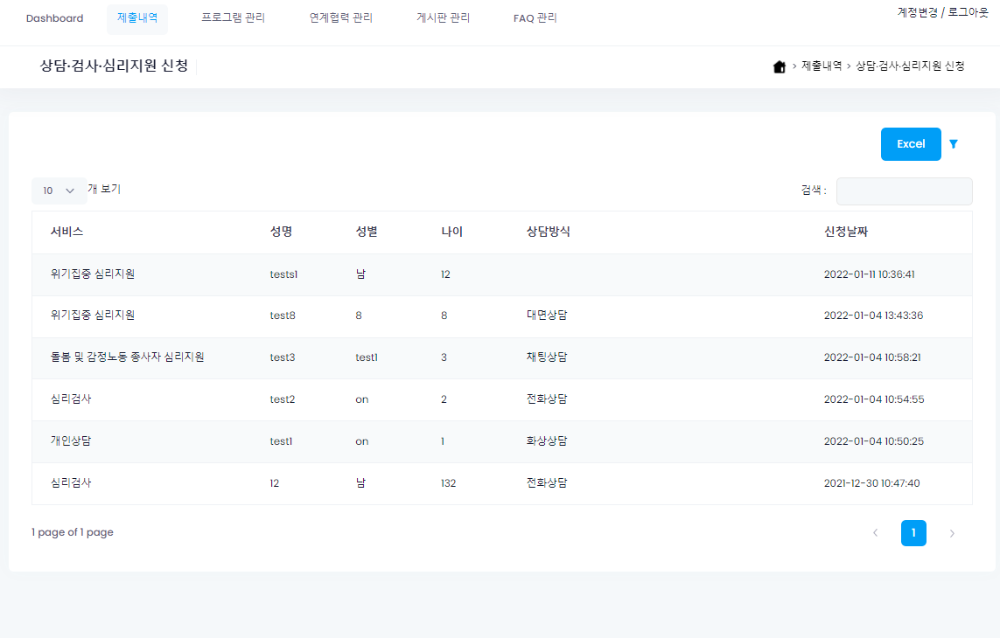 Dashboard 제출내역 프로그램 관리 연계협력 관리 게시판 관리 FAQ 관리 계정변경 / 로그아웃
상담·검사·심리지원 신청 > 제출내역 > 상담·검사·심리지원 신청
Excel
10 개 보기 검색 :
서비스 성명 성별 나이 상담방식 신청날짜
위기집중 심리지원 tests1 남 12 2022-01-11 10:36:41
위기집중 심리지원 test8 8 8 대면상담 2022-01-04 13:43:36
돌봄 및 감정노동 종사자 심리지원 test3 test1 3 채팅상담 2022-01-04 10:58:21
심리검사 test2 on 2 전화상담 2022-01-04 10:54:55
개인상담 test1 on 1 화상상담 2022-01-04 10:50:25
심리검사 12 남 132 전화상담 2021-12-30 10:47:40
1 page of 1 page < 1 >